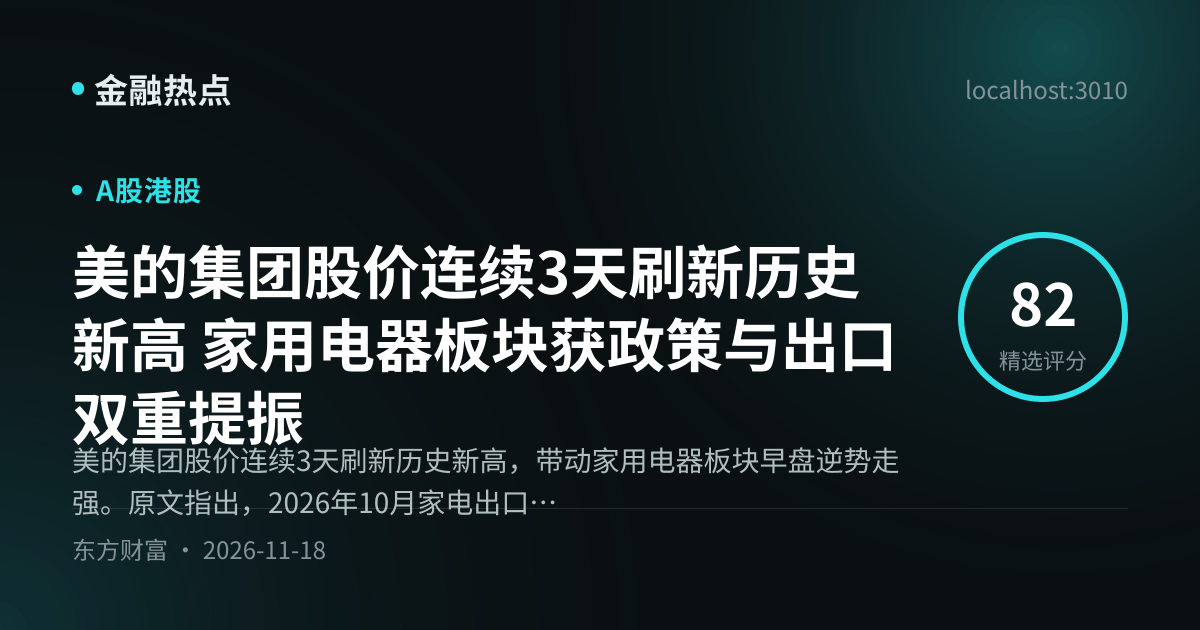 金融热点
localhost:3010
A股港股
美的集团股价连续3天刷新历史
新高 家用电器板块获政策与出口
双重提振
82
精选评分
美的集团股价连续3天刷新历史新高，带动家用电器板块早盘逆势走
强。原文指出，2026年10月家电出口…
东方财富 • 2026-11-18